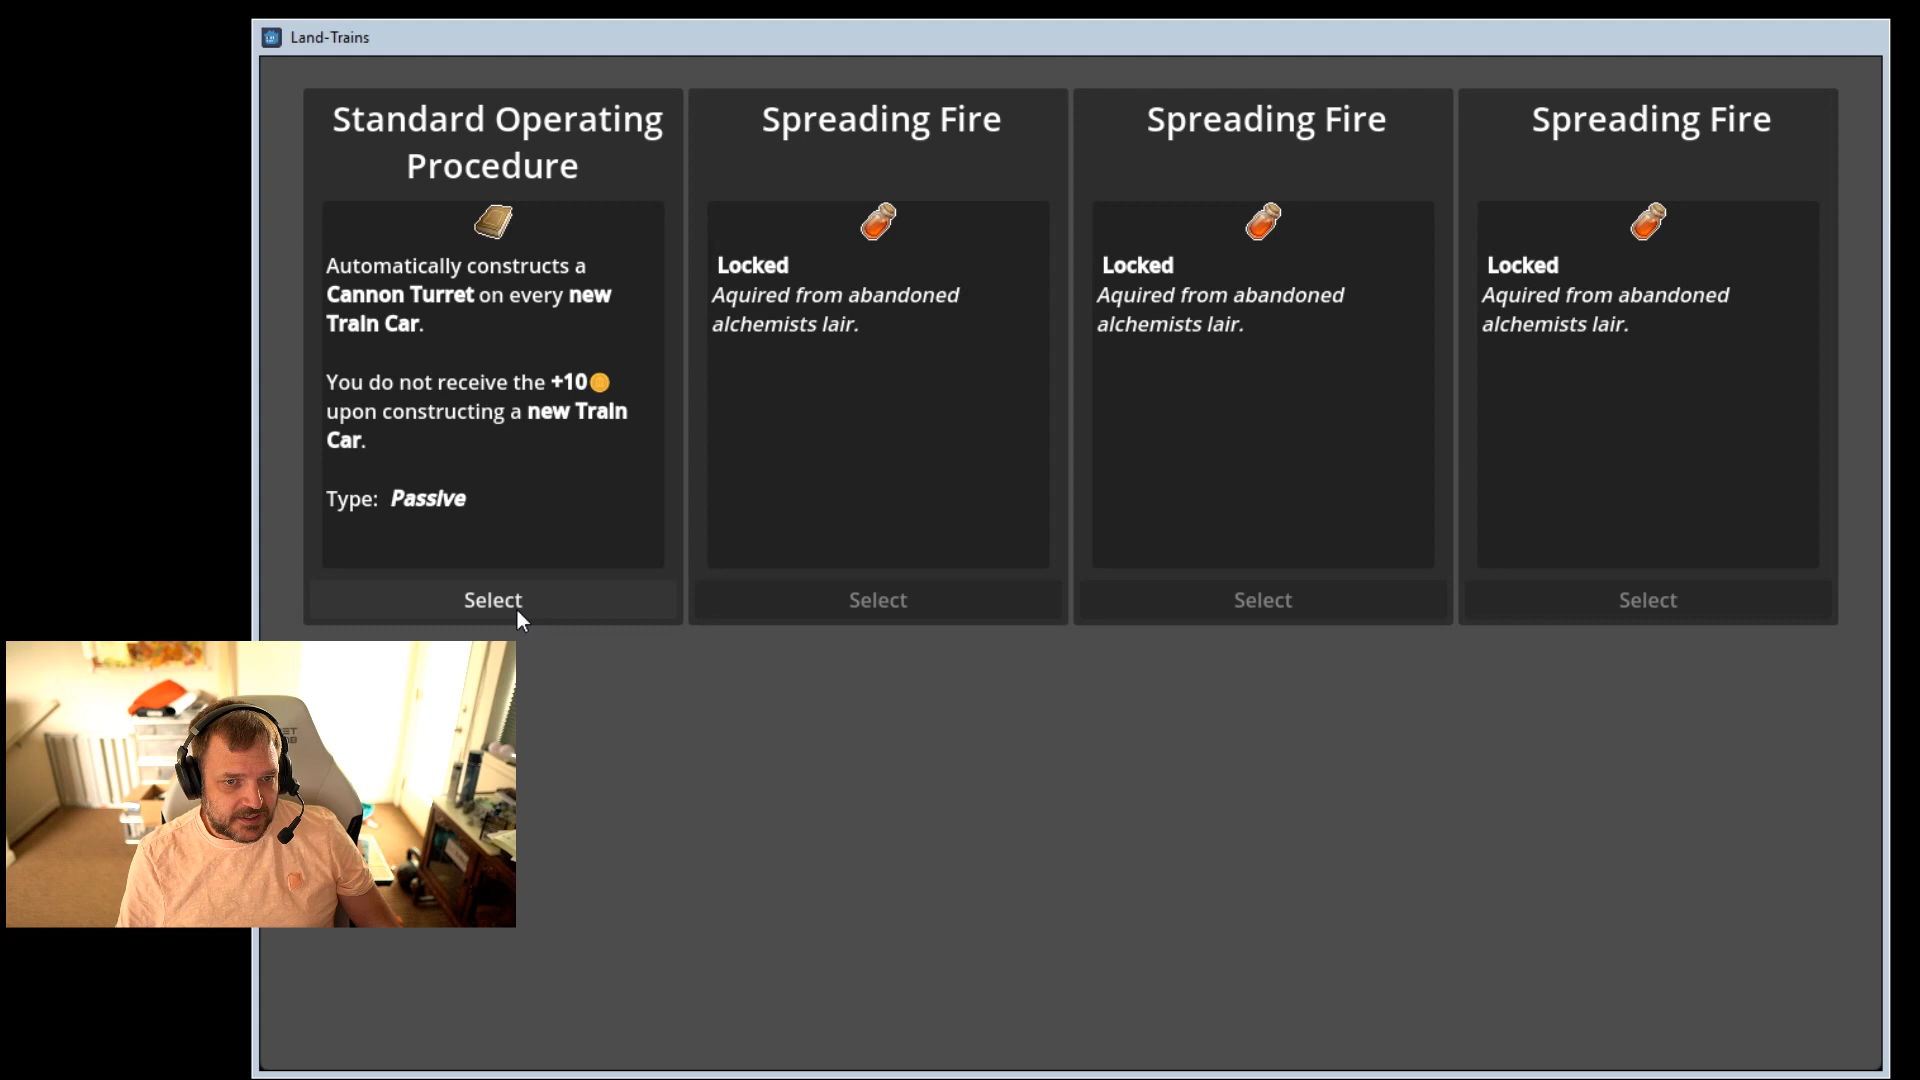 Land-Trains
Standard Operating
Procedure
Automatically constructs a
Cannon Turret on every new
Train Car.
You do not receive the +10
upon constructing a new Train
Car.
Type: Passive
Select
Spreading Fire
Locked
Aquired from abandoned
alchemists lair.
Select
Spreading Fire
Locked
Aquired from abandoned
alchemists lair.
Select
Spreading Fire
Locked
Aquired from abandoned
alchemists lair.
Select